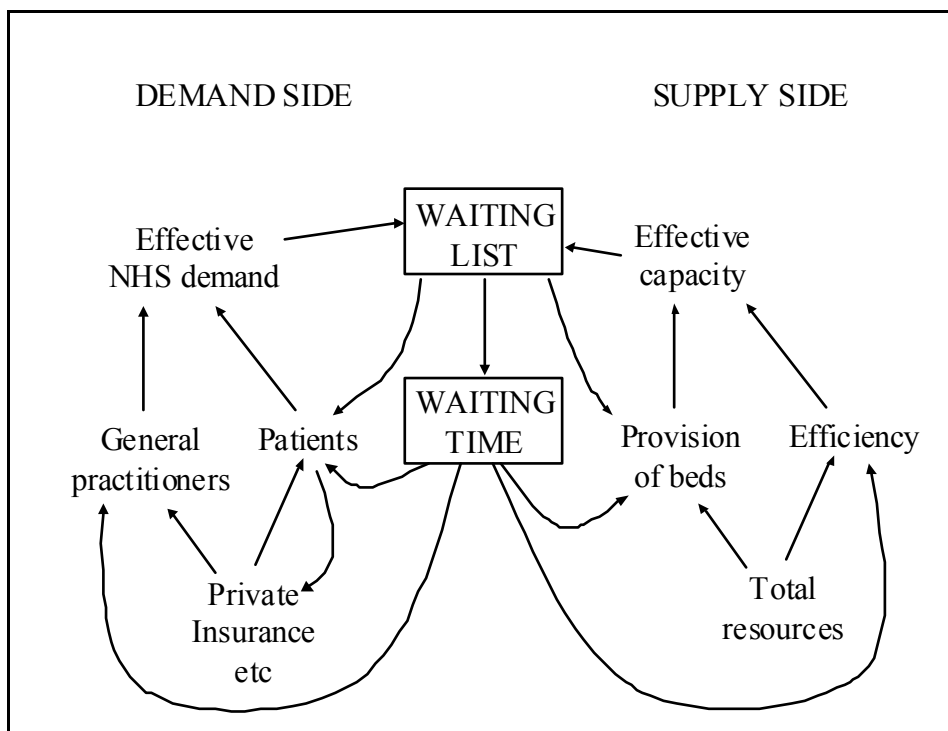 DEMAND SIDE
SUPPLY SIDE
WAITING
LIST
Effective
NHS demand
Effective
capacity
WAITING
TIME
General
practitioners
Patients
Provision
of beds
Efficiency
Private
Insurance
etc
Total
resources